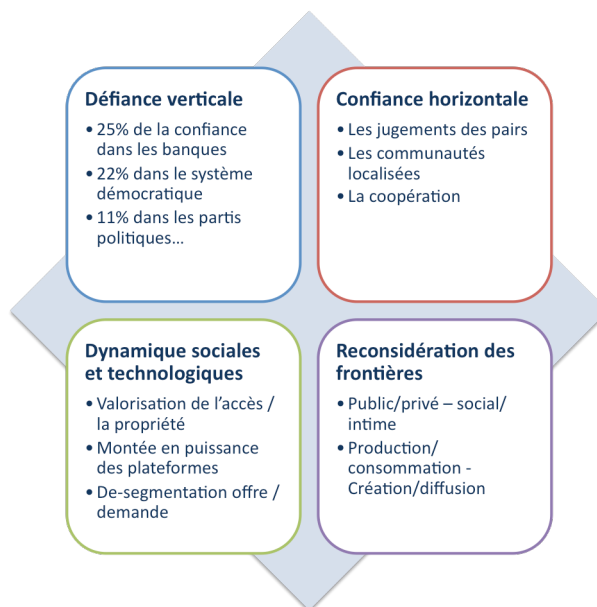 Défiance verticale
• 25% de la confiance
dans les banques
• 22% dans le système
démocratique
• 11% dans les partis
politiques…
Confiance horizontale
• Les jugements des pairs
• Les communautés
localisées
• La coopération
Dynamique sociales
et technologiques
• Valorisation de l’accès /
la propriété
• Montée en puissance
des plateformes
• De-segmentation offre /
demande
Reconsidération des
frontières
• Public/privé – social/
intime
• Production/
consommation -
Création/diffusion